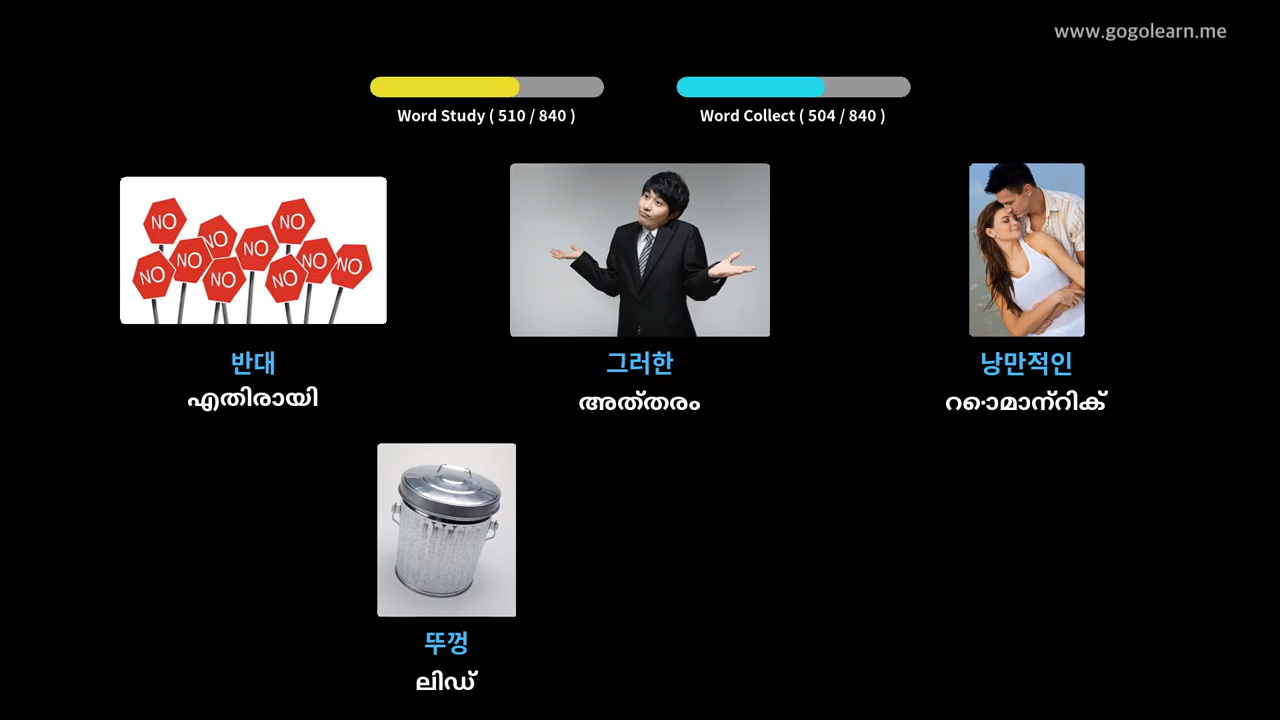 www.gogolearn.me
Word Study ( 510 / 840 )
Word Collect ( 504 / 840 )
NO NO NO NO NO NO NO NO NO NO
반대
എതിരായി
그러한
അത്തരം
낭만적인
റൊമാന്റിക്
뚜껑
ലിഡ്